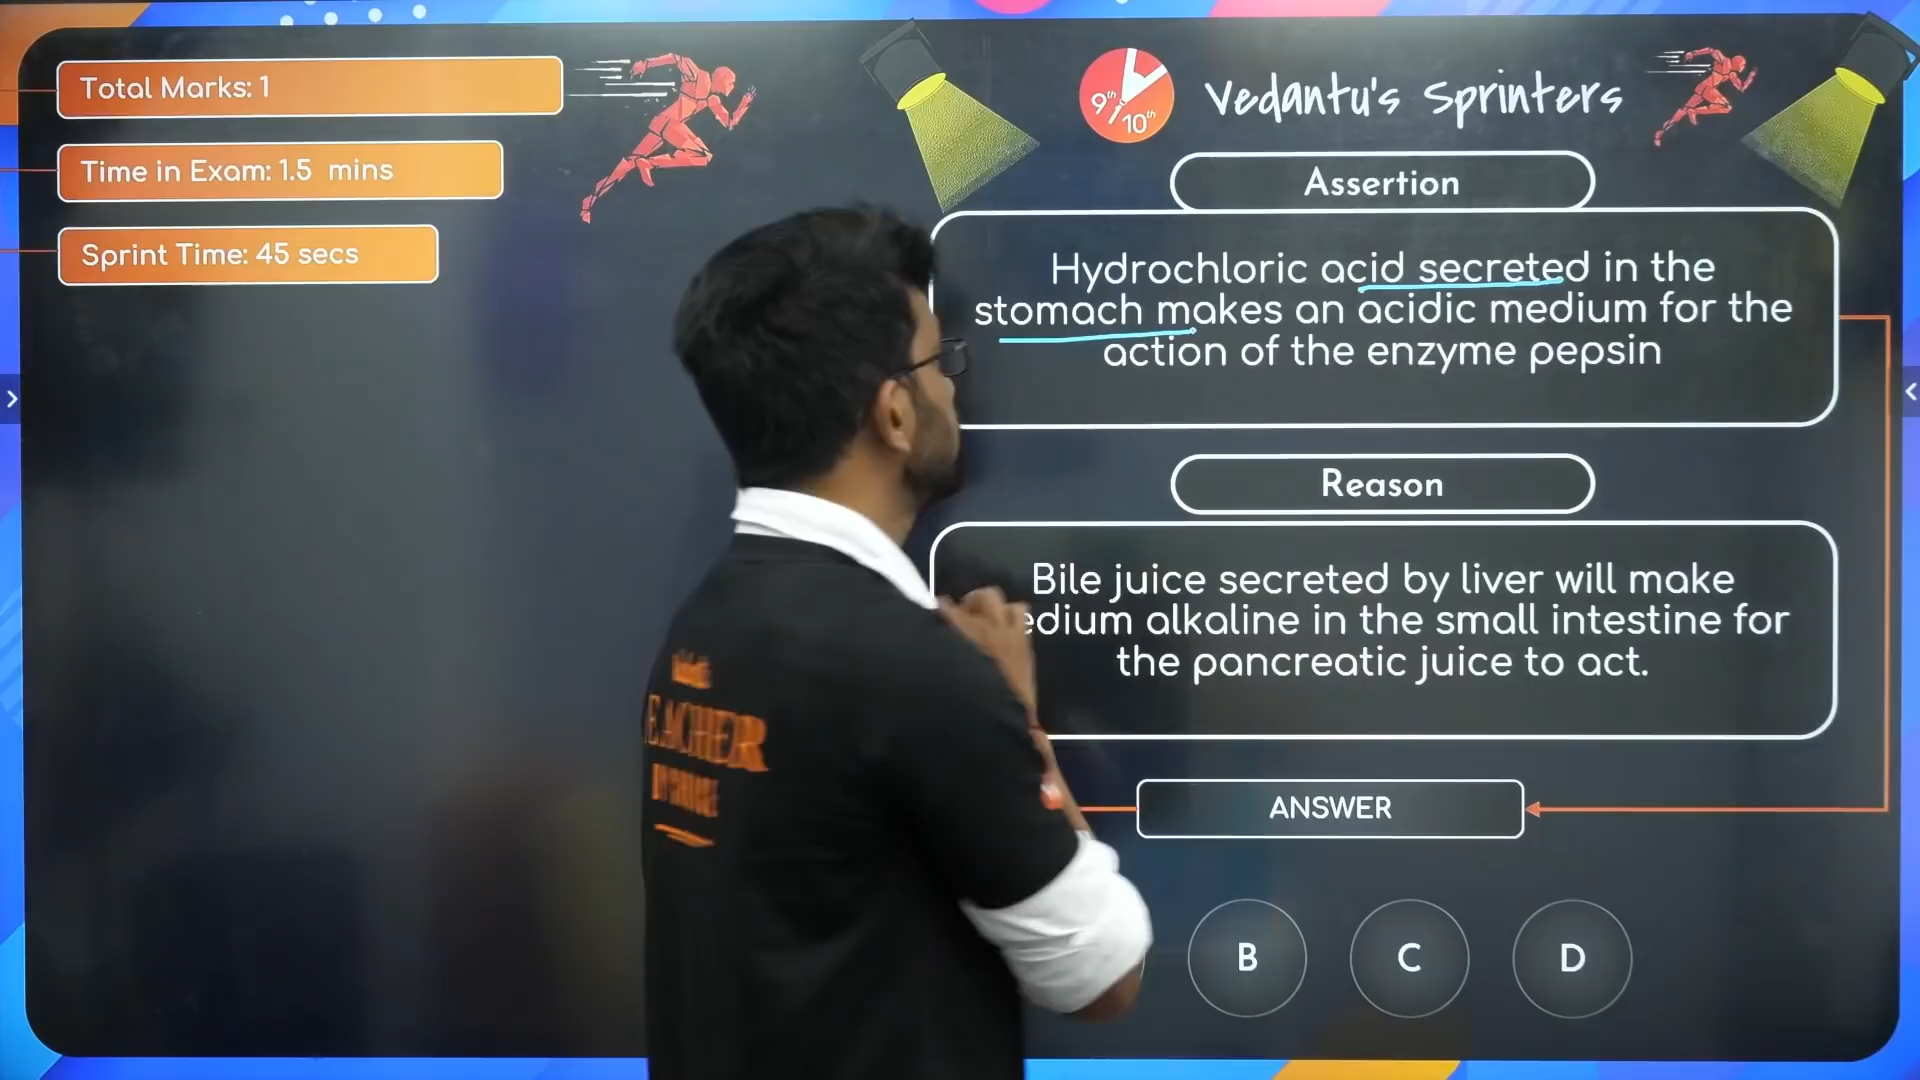 Total Marks: 1
Time in Exam: 1.5 mins
Sprint Time: 45 secs
9th
10th
Vedantu's Sprinters
Assertion
Hydrochloric acid secreted in the
stomach makes an acidic medium for the
action of the enzyme pepsin
Reason
Bile juice secreted by liver will make
alkaline in the small intestine for
the pancreatic juice to act.
ANSWER
B
C
D